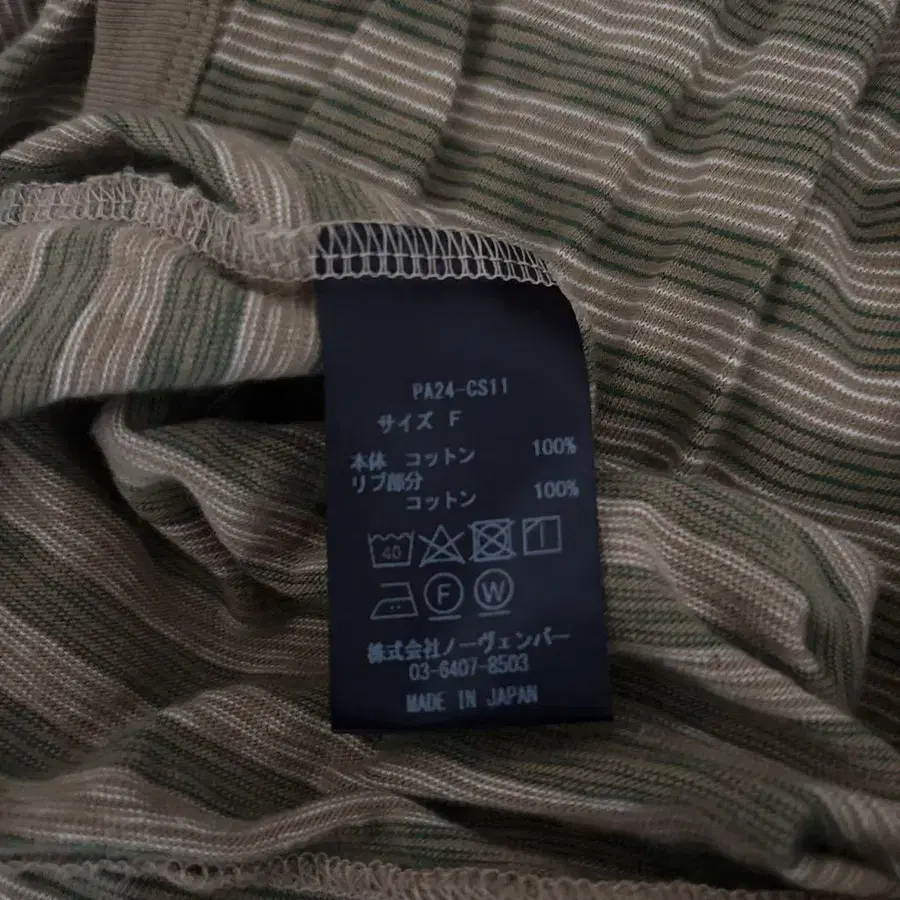 PA24-CS11
サイズ F
本体 コットン 100%
リブ部分
コットン 100%
40
F W
株式会社ノーヴェンバー
03-6407-8503
MADE IN JAPAN